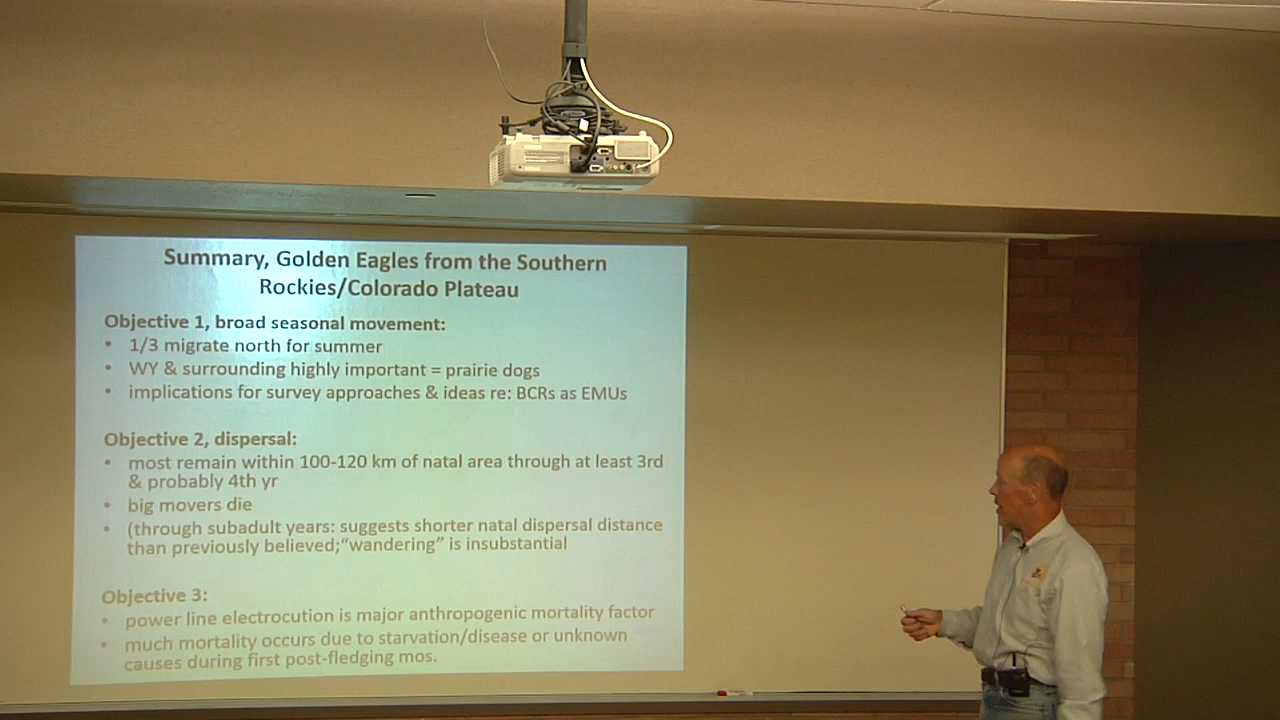 Summary, Golden Eagles from the Southern
Rockies/Colorado Plateau
Objective 1, broad seasonal movement:
• 1/3 migrate north for summer
• WY & surrounding highly important = prairie dogs
• implications for survey approaches & ideas re: BCRs as EMUs
Objective 2, dispersal:
• most remain within 100-120 km of natal area through at least 3rd
& probably 4th yr
• big movers die
• (through subadult years: suggests shorter natal dispersal distance
than previously believed;“wandering” is insubstantial
Objective 3:
• power line electrocution is major anthropogenic mortality factor
• much mortality occurs due to starvation/disease or unknown
causes during first post-fledging mos.